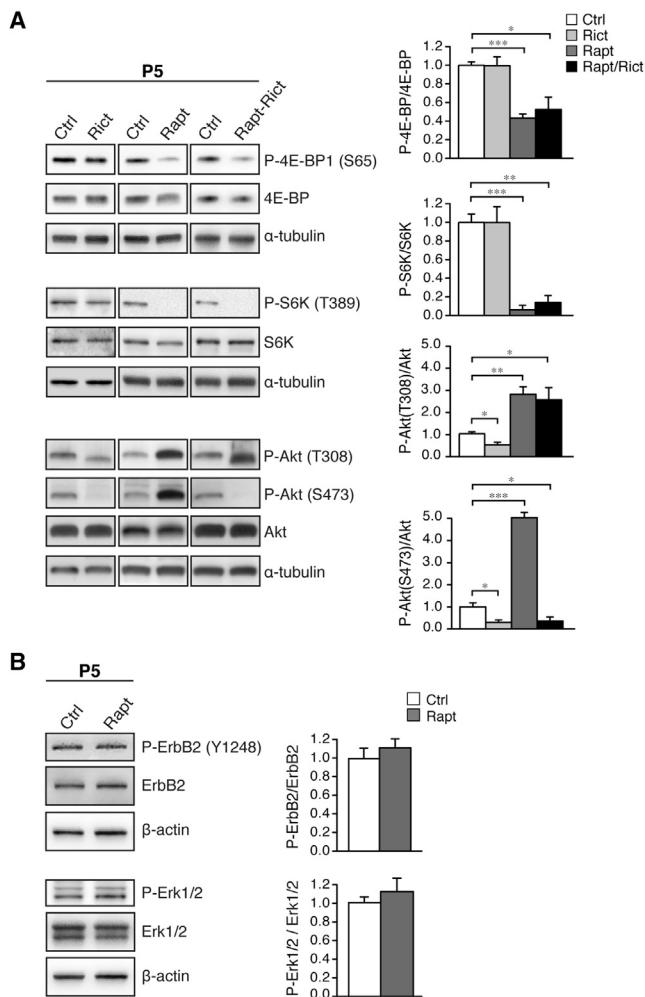 A
P5
Ctrl Rict Ctrl Rapt Ctrl Rapt-Rict
P-4E-BP1 (S65)
4E-BP
α-tubulin
P-S6K (T389)
S6K
α-tubulin
P-Akt (T308)
P-Akt (S473)
Akt
α-tubulin
Ctrl
Rict
Rapt
Rapt/Rict
P-4E-BP/4E-BP
1.2
1.0
0.8
0.6
0.4
0.2
0.0
*
***
P-S6K/S6K
1.2
1.0
0.8
0.6
0.4
0.2
0.0
**
***
P-Akt(T308)/Akt
5.0
4.0
3.0
2.0
1.0
0.0
*
**
*
P-Akt(S473)/Akt
5.0
4.0
3.0
2.0
1.0
0.0
*
***
*
B
P5
Ctrl Rapt
P-ErbB2 (Y1248)
ErbB2
β-actin
P-Erk1/2
Erk1/2
β-actin
Ctrl
Rapt
P-ErbB2/ErbB2
1.2
1.0
0.8
0.6
0.4
0.2
0.0
P-Erk1/2 / Erk1/2
1.2
1.0
0.8
0.6
0.4
0.2
0.0